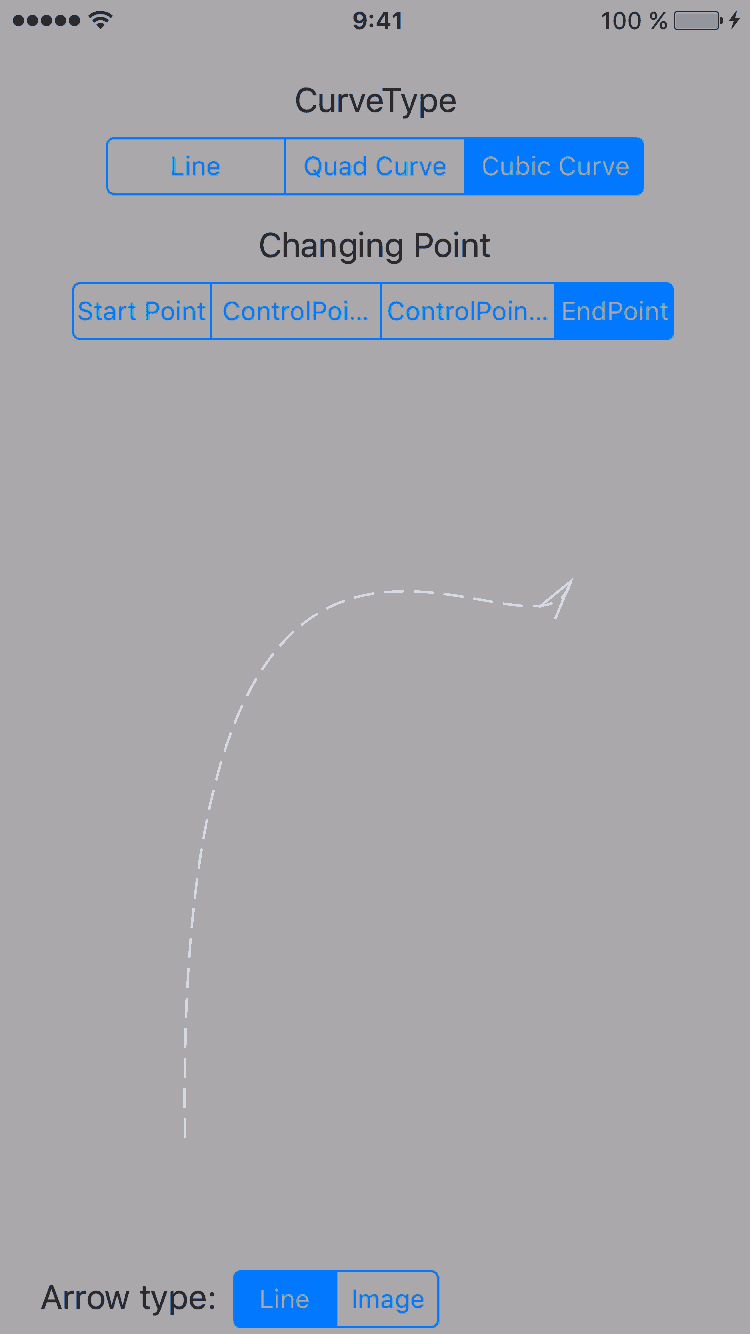 9:41 100 %
CurveType
Line Quad Curve Cubic Curve
Changing Point
Start Point ControlPoi... ControlPoin... EndPoint
Arrow type: Line Image